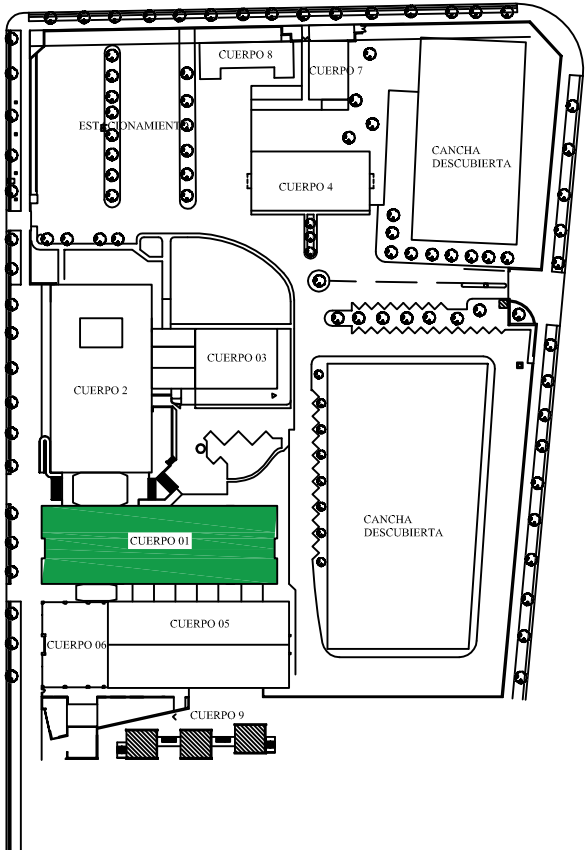 CUERPO 8
CUERPO 7
ESTACIONAMIENTO
CANCHA
DESCUBIERTA
CUERPO 4
CUERPO 03
CUERPO 2
CANCHA
DESCUBIERTA
CUERPO 01
CUERPO 05
CUERPO 06
CUERPO 9